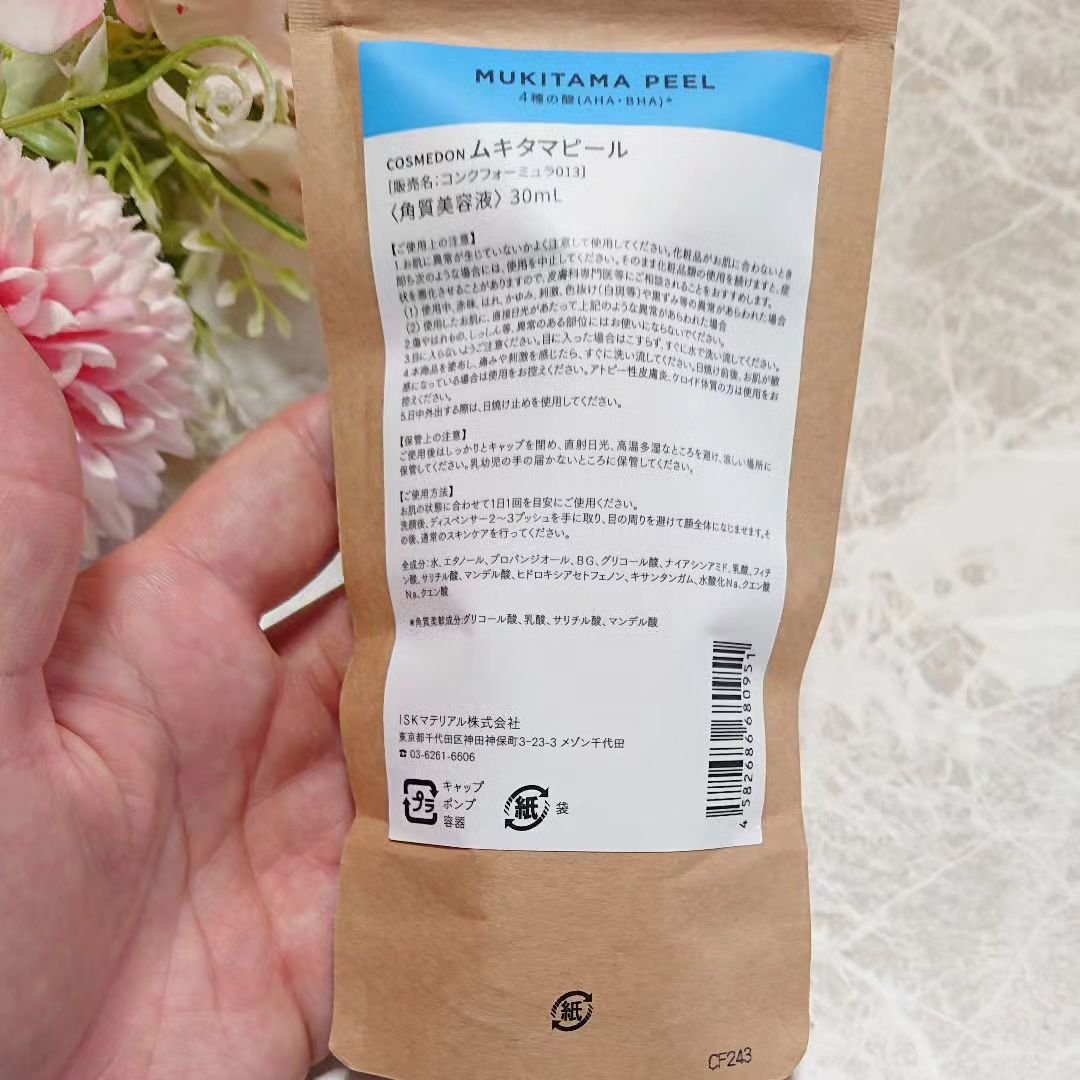 MUKITAMA PEEL
4種の酸(AHA・BHA)*
COSMEDON ムキタマピール
[販売名:コンクフォーミュラ013]
〈角質美容液〉 30mL
【ご使用上の注意】
1.お肌に異常が生じていないかよく注意して使用してください。化粧品がお肌に合わないとき
即ち次のような場合には、使用を中止してください。そのまま化粧品類の使用を続けますと、症
状を悪化させることがありますので、皮膚科専門医等にご相談されることをおすすめします。
(1) 使用中、赤味、はれ、かゆみ、刺激、色抜け(白斑等)や黒ずみ等の異常があらわれた場合
(2) 使用したお肌に、直接日光があたって上記のような異常があらわれた場合
2.傷やはれもの、しっしん等、異常のある部位にはお使いにならないでください。
3.目に入らないようご注意ください。目に入った場合はこすらず、すぐに水で洗い流してください。
4.本商品を塗布し、痛みや刺激を感じたら、すぐに洗い流してください。日焼け前後、お肌が敏
感になっている場合は使用をお控えください。アトピー性皮膚炎、ケロイド体質の方は使用をお
控えください。
5.日中外出する際は、日焼け止めを使用してください。
【保管上の注意】
ご使用後はしっかりとキャップを閉め、直射日光、高温多湿なところを避け、涼しい場所に
保管してください。乳幼児の手の届かないところに保管してください。
【ご使用方法】
お肌の状態に合わせて1日1回を目安にご使用ください。
洗顔後、ディスペンサー2〜3プッシュを手に取り、目の周りを避けて顔全体になじませます。そ
の後、通常のスキンケアを行ってください。
全成分:水、エタノール、プロパンジオール、BG、グリコール酸、ナイアシンアミド、乳酸、フィチ
ン酸、サリチル酸、マンデル酸、ヒドロキシアセトフェノン、キサンタンガム、水酸化Na、クエン酸
Na、クエン酸
*角質柔軟成分:グリコール酸、乳酸、サリチル酸、マンデル酸
ISKマテリアル株式会社
東京都千代田区神田神保町3-23-3 メゾン千代田
☎ 03-6261-6606
プラ
キャップ
ポンプ
容器
紙
袋
4 582686 680951
紙
CF243